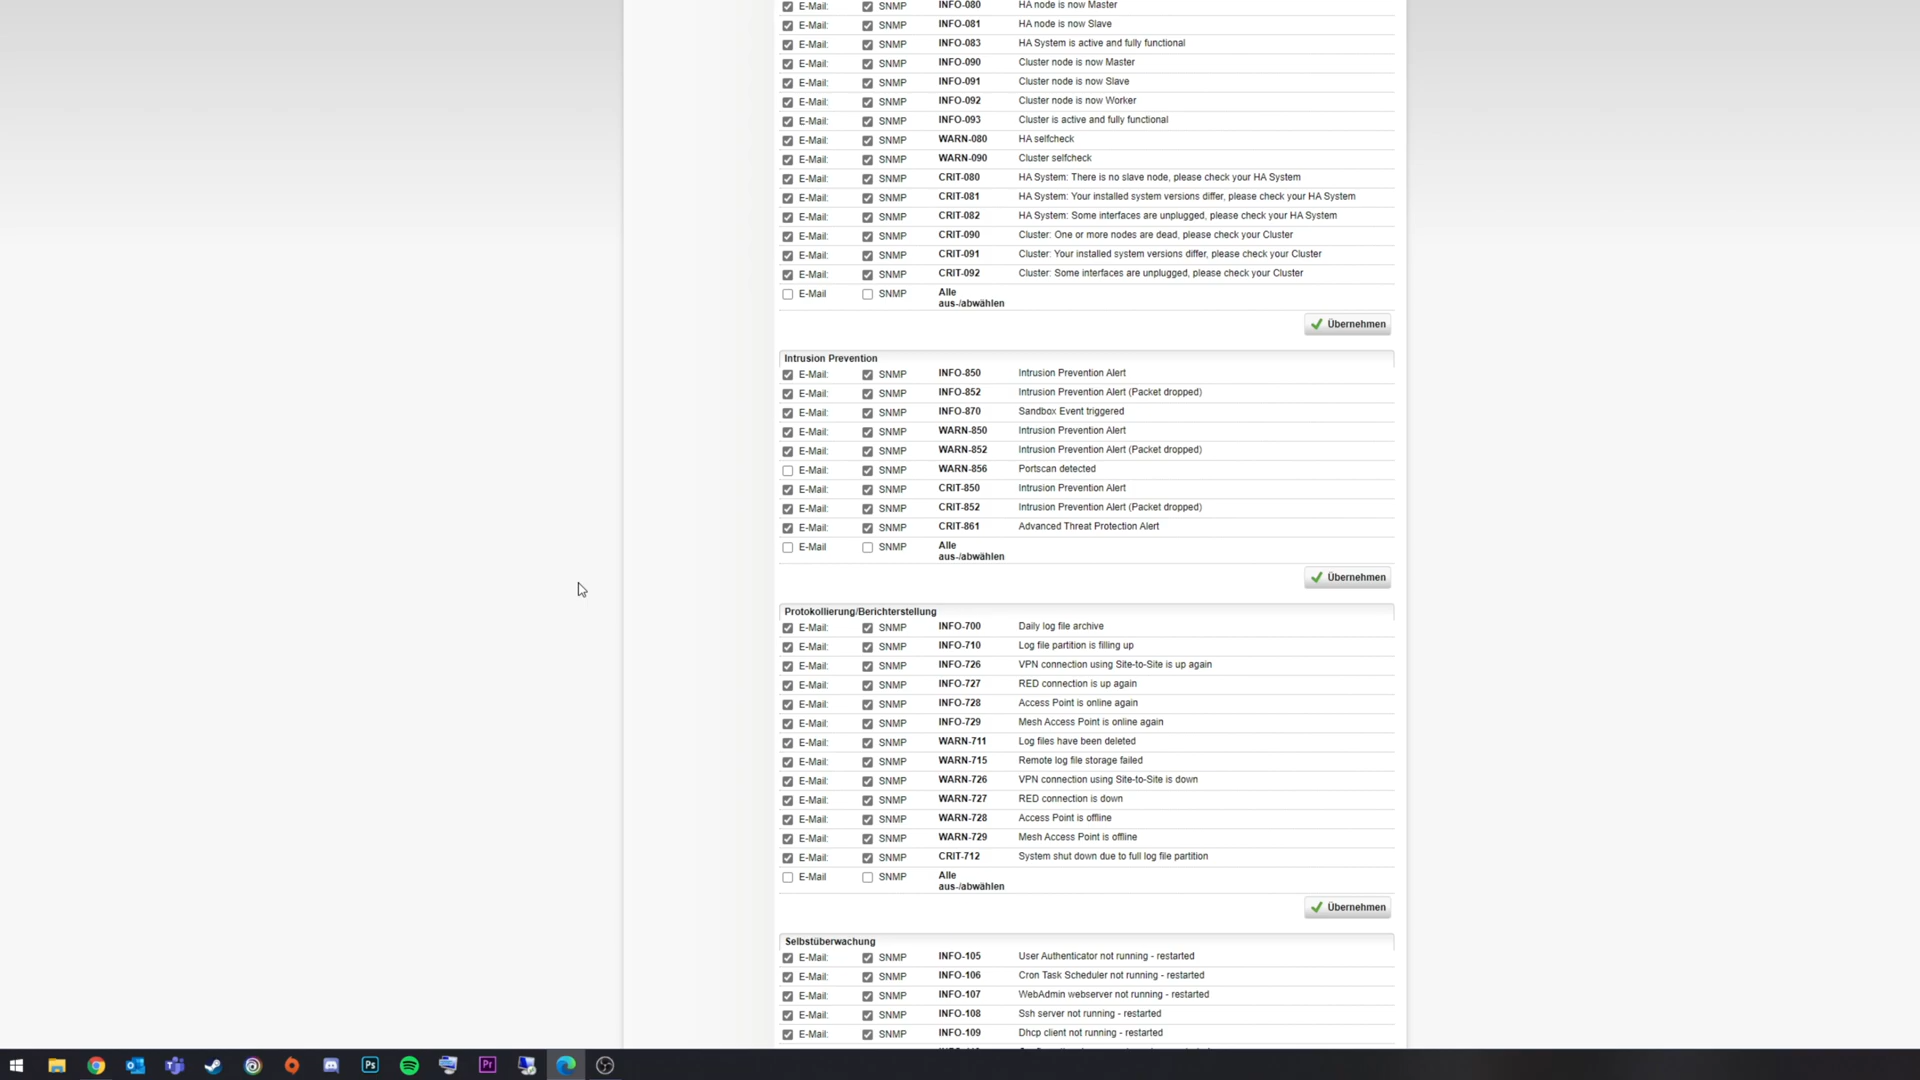 E-Mail: SNMP INFO-080 HA node is now Master
E-Mail: SNMP INFO-081 HA node is now Slave
E-Mail: SNMP INFO-083 HA System is active and fully functional
E-Mail: SNMP INFO-090 Cluster node is now Master
E-Mail: SNMP INFO-091 Cluster node is now Slave
E-Mail: SNMP INFO-092 Cluster node is now Worker
E-Mail: SNMP INFO-093 Cluster is active and fully functional
E-Mail: SNMP WARN-080 HA selfcheck
E-Mail: SNMP WARN-090 Cluster selfcheck
E-Mail: SNMP CRIT-080 HA System: There is no slave node, please check your HA System
E-Mail: SNMP CRIT-081 HA System: Your installed system versions differ, please check your HA System
E-Mail: SNMP CRIT-082 HA System: Some interfaces are unplugged, please check your HA System
E-Mail: SNMP CRIT-090 Cluster: One or more nodes are dead, please check your Cluster
E-Mail: SNMP CRIT-091 Cluster: Your installed system versions differ, please check your Cluster
E-Mail: SNMP CRIT-092 Cluster: Some interfaces are unplugged, please check your Cluster
E-Mail SNMP Alle
aus-/abwählen
Übernehmen
Intrusion Prevention
E-Mail: SNMP INFO-850 Intrusion Prevention Alert
E-Mail: SNMP INFO-852 Intrusion Prevention Alert (Packet dropped)
E-Mail: SNMP INFO-870 Sandbox Event triggered
E-Mail: SNMP WARN-850 Intrusion Prevention Alert
E-Mail: SNMP WARN-852 Intrusion Prevention Alert (Packet dropped)
E-Mail: SNMP WARN-856 Portscan detected
E-Mail: SNMP CRIT-850 Intrusion Prevention Alert
E-Mail: SNMP CRIT-852 Intrusion Prevention Alert (Packet dropped)
E-Mail: SNMP CRIT-861 Advanced Threat Protection Alert
E-Mail SNMP Alle
aus-/abwählen
Übernehmen
Protokollierung/Berichterstellung
E-Mail: SNMP INFO-700 Daily log file archive
E-Mail: SNMP INFO-710 Log file partition is filling up
E-Mail: SNMP INFO-726 VPN connection using Site-to-Site is up again
E-Mail: SNMP INFO-727 RED connection is up again
E-Mail: SNMP INFO-728 Access Point is online again
E-Mail: SNMP INFO-729 Mesh Access Point is online again
E-Mail: SNMP WARN-711 Log files have been deleted
E-Mail: SNMP WARN-715 Remote log file storage failed
E-Mail: SNMP WARN-726 VPN connection using Site-to-Site is down
E-Mail: SNMP WARN-727 RED connection is down
E-Mail: SNMP WARN-728 Access Point is offline
E-Mail: SNMP WARN-729 Mesh Access Point is offline
E-Mail: SNMP CRIT-712 System shut down due to full log file partition
E-Mail SNMP Alle
aus-/abwählen
Übernehmen
Selbstüberwachung
E-Mail: SNMP INFO-105 User Authenticator not running - restarted
E-Mail: SNMP INFO-106 Cron Task Scheduler not running - restarted
E-Mail: SNMP INFO-107 WebAdmin webserver not running - restarted
E-Mail: SNMP INFO-108 Ssh server not running - restarted
E-Mail: SNMP INFO-109 Dhcp client not running - restarted
Ps
Pr